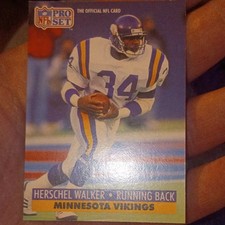 NFL
PRO
SET
THE OFFICIAL NFL CARD
34
HERSCHEL WALKER • RUNNING BACK
MINNESOTA VIKINGS